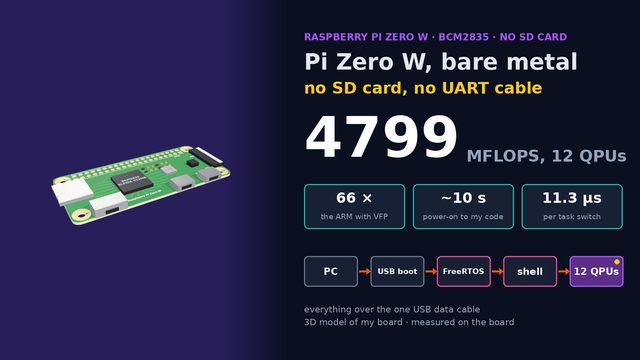 RASPBERRY PI ZERO W · BCM2835 · NO SD CARD
Pi Zero W, bare metal
no SD card, no UART cable
4799 MFLOPS, 12 QPUs
66 ×
the ARM with VFP
~10 s
power-on to my code
11.3 µs
per task switch
PC
USB boot
FreeRTOS
shell
12 QPUs
everything over the one USB data cable
3D model of my board · measured on the board